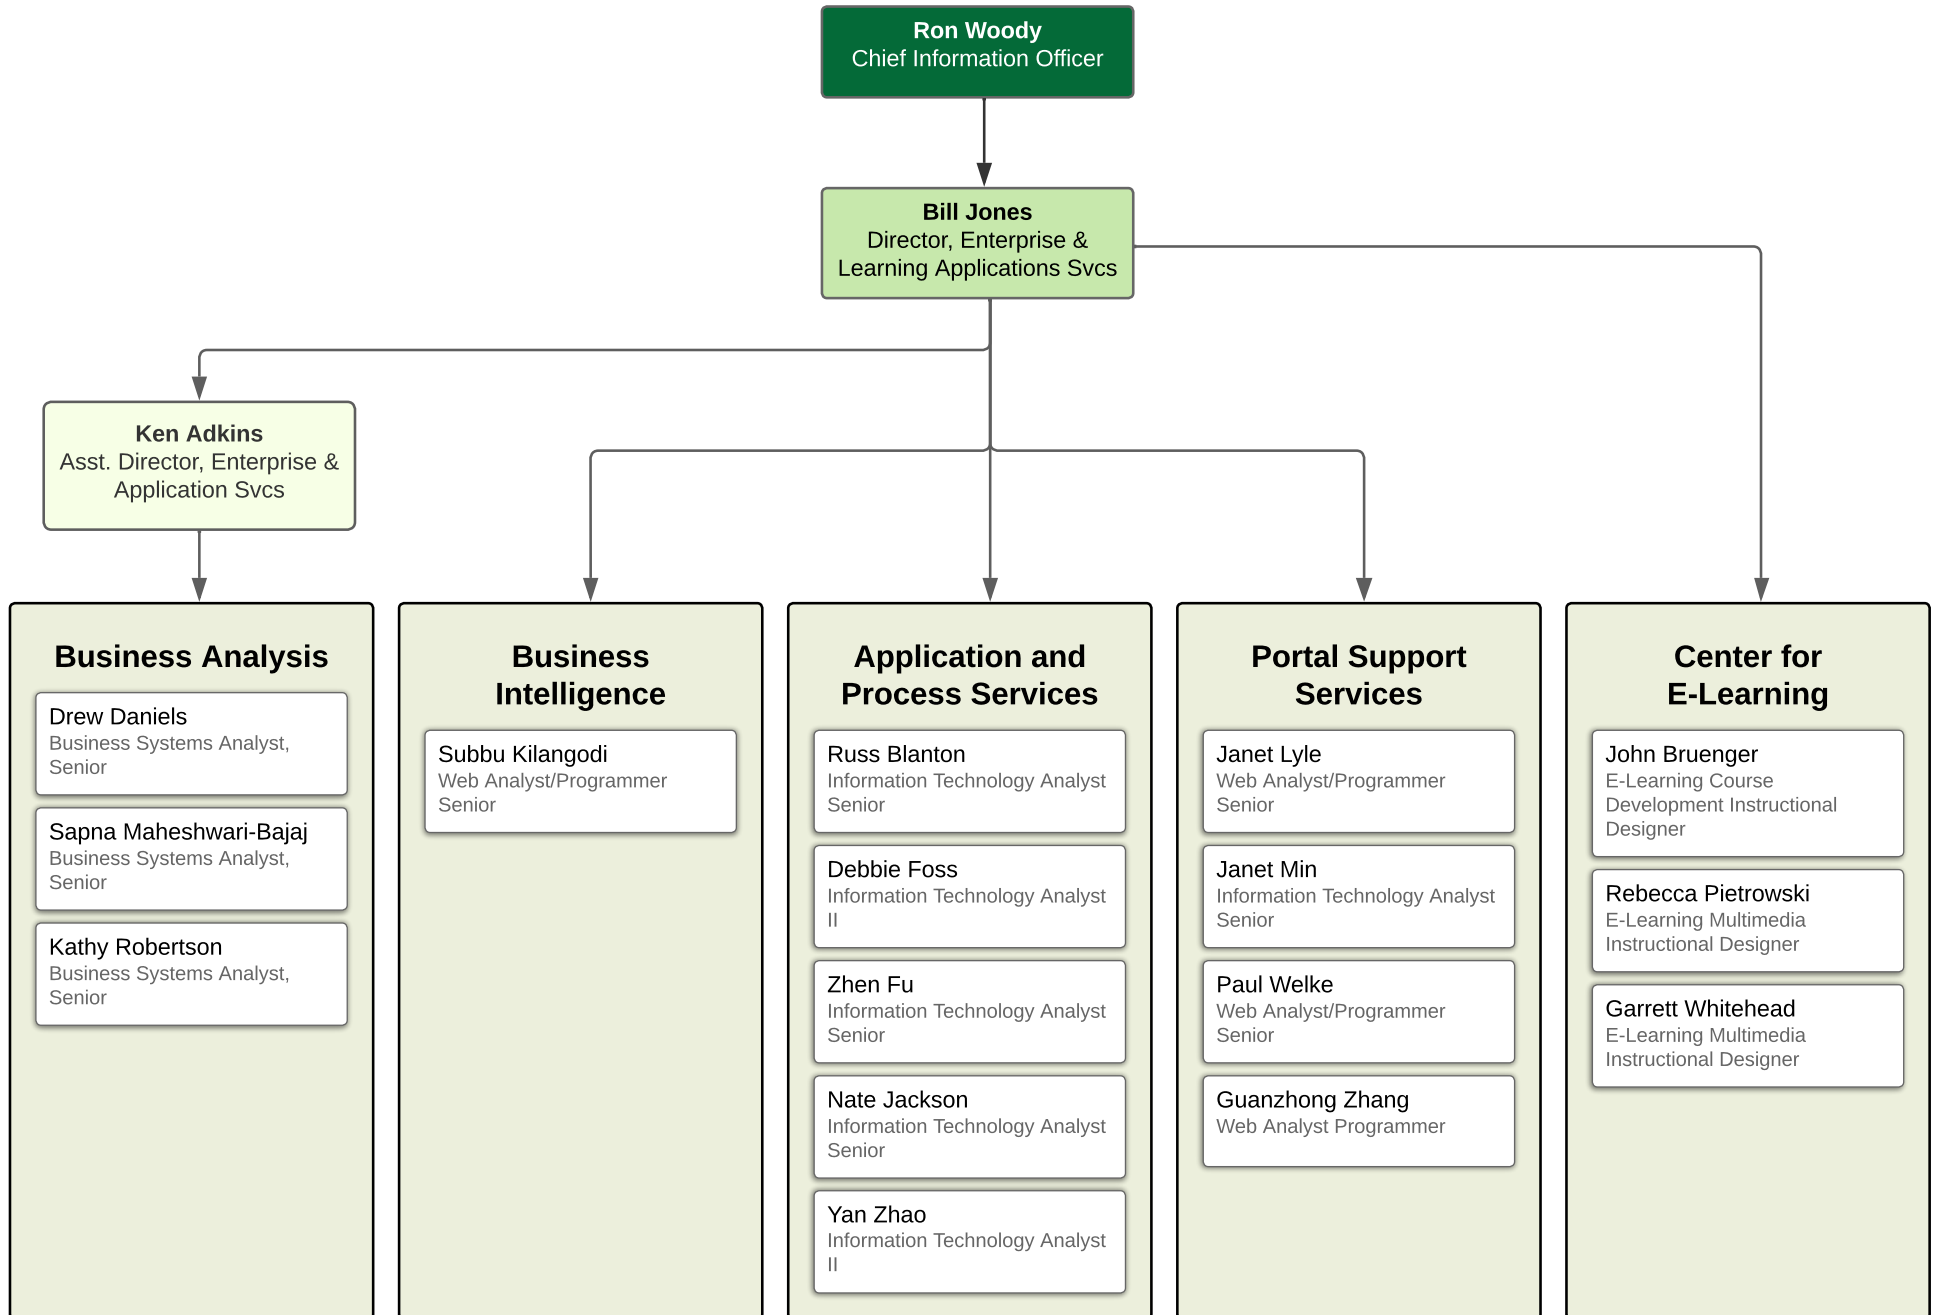 Ron Woody
Chief Information Officer
Bill Jones
Director, Enterprise &
Learning Applications Svcs
Ken Adkins
Asst. Director, Enterprise &
Application Svcs
Business Analysis
Drew Daniels
Business Systems Analyst,
Senior
Sapna Maheshwari-Bajaj
Business Systems Analyst,
Senior
Kathy Robertson
Business Systems Analyst,
Senior
Business
Intelligence
Subbu Kilangodi
Web Analyst/Programmer
Senior
Application and
Process Services
Russ Blanton
Information Technology Analyst
Senior
Debbie Foss
Information Technology Analyst
II
Zhen Fu
Information Technology Analyst
Senior
Nate Jackson
Information Technology Analyst
Senior
Yan Zhao
Information Technology Analyst
II
Portal Support
Services
Janet Lyle
Web Analyst/Programmer
Senior
Janet Min
Information Technology Analyst
Senior
Paul Welke
Web Analyst/Programmer
Senior
Guanzhong Zhang
Web Analyst Programmer
Center for
E-Learning
John Bruenger
E-Learning Course
Development Instructional
Designer
Rebecca Pietrowski
E-Learning Multimedia
Instructional Designer
Garrett Whitehead
E-Learning Multimedia
Instructional Designer